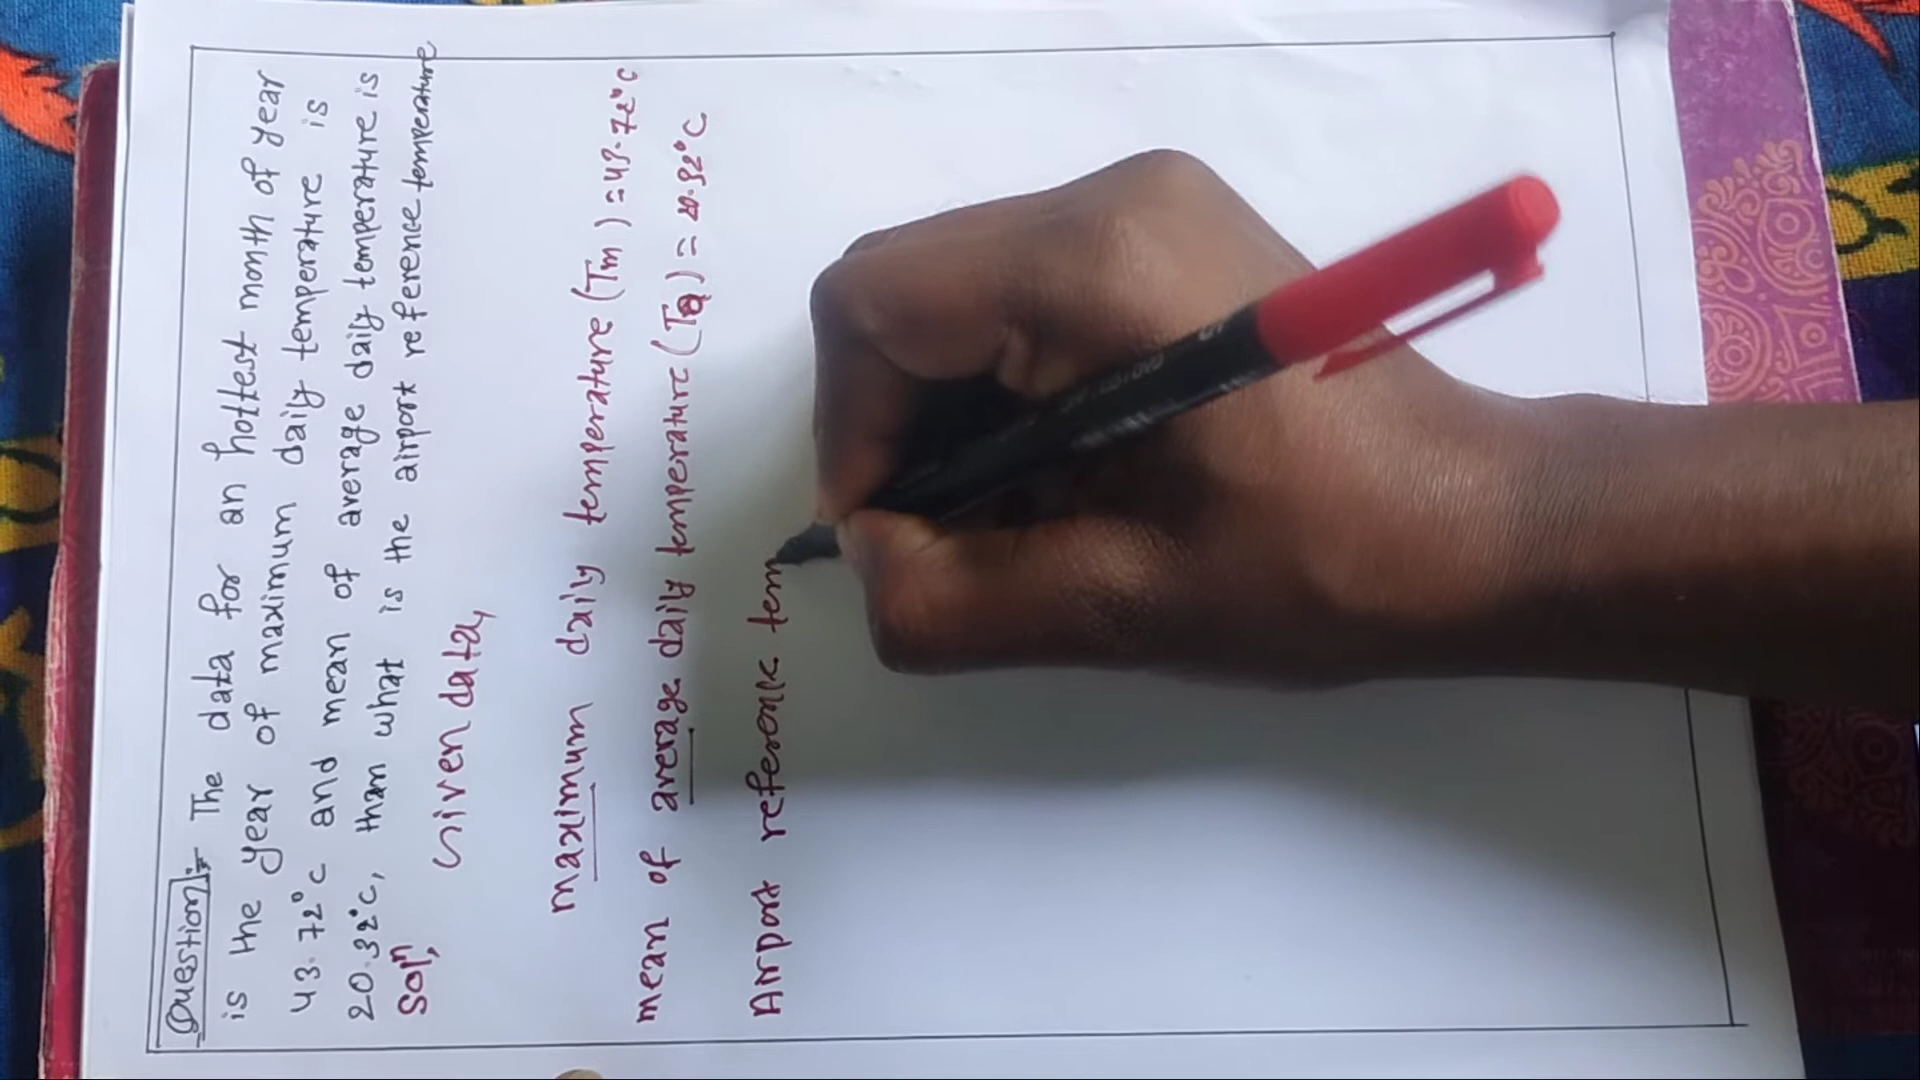 Question:- The data for an hottest month of year
is the year of maximum daily temperature is
43.72°C and mean of average daily temperature is
20.32°C, than what is the airport reference temperature
Solⁿ,
Given data,
maximum daily temperature (Tm) = 43.72°C
mean of average daily temperature (Ta) = 20.32°C
Airport reference tem